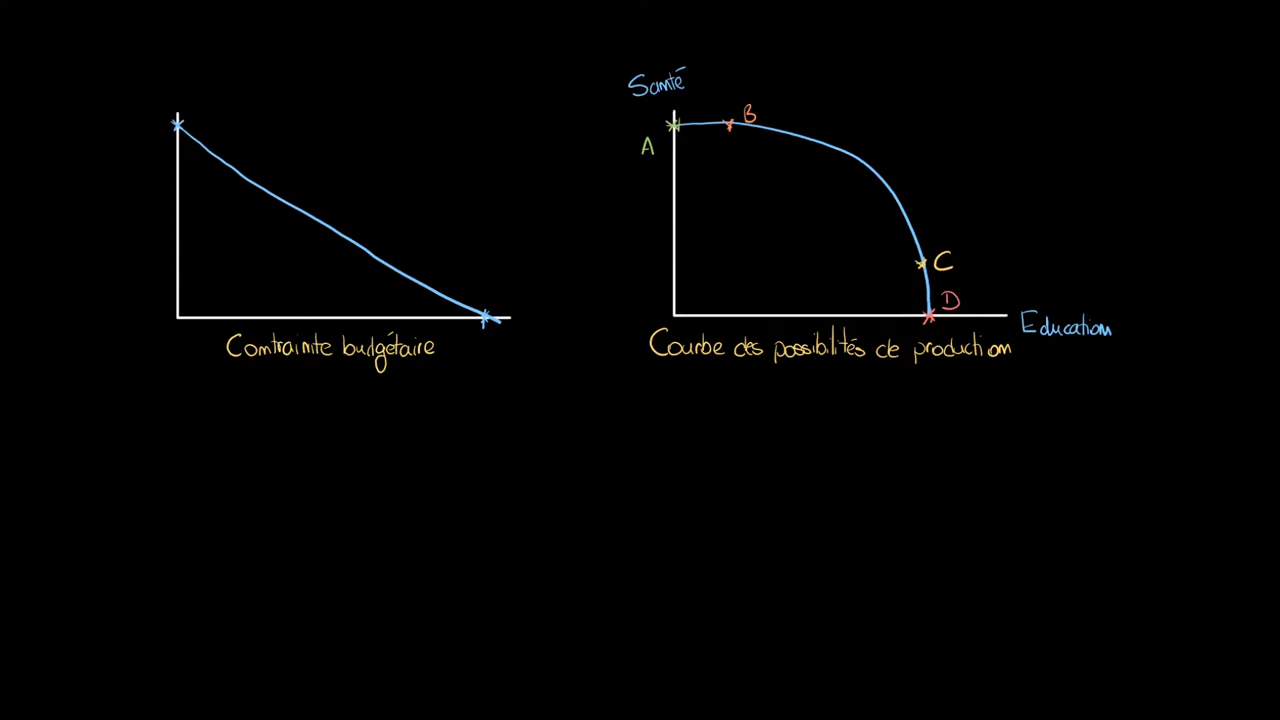 Santé
B
A
C
D
Education
Contrainte budgétaire
Courbe des possibilités de production